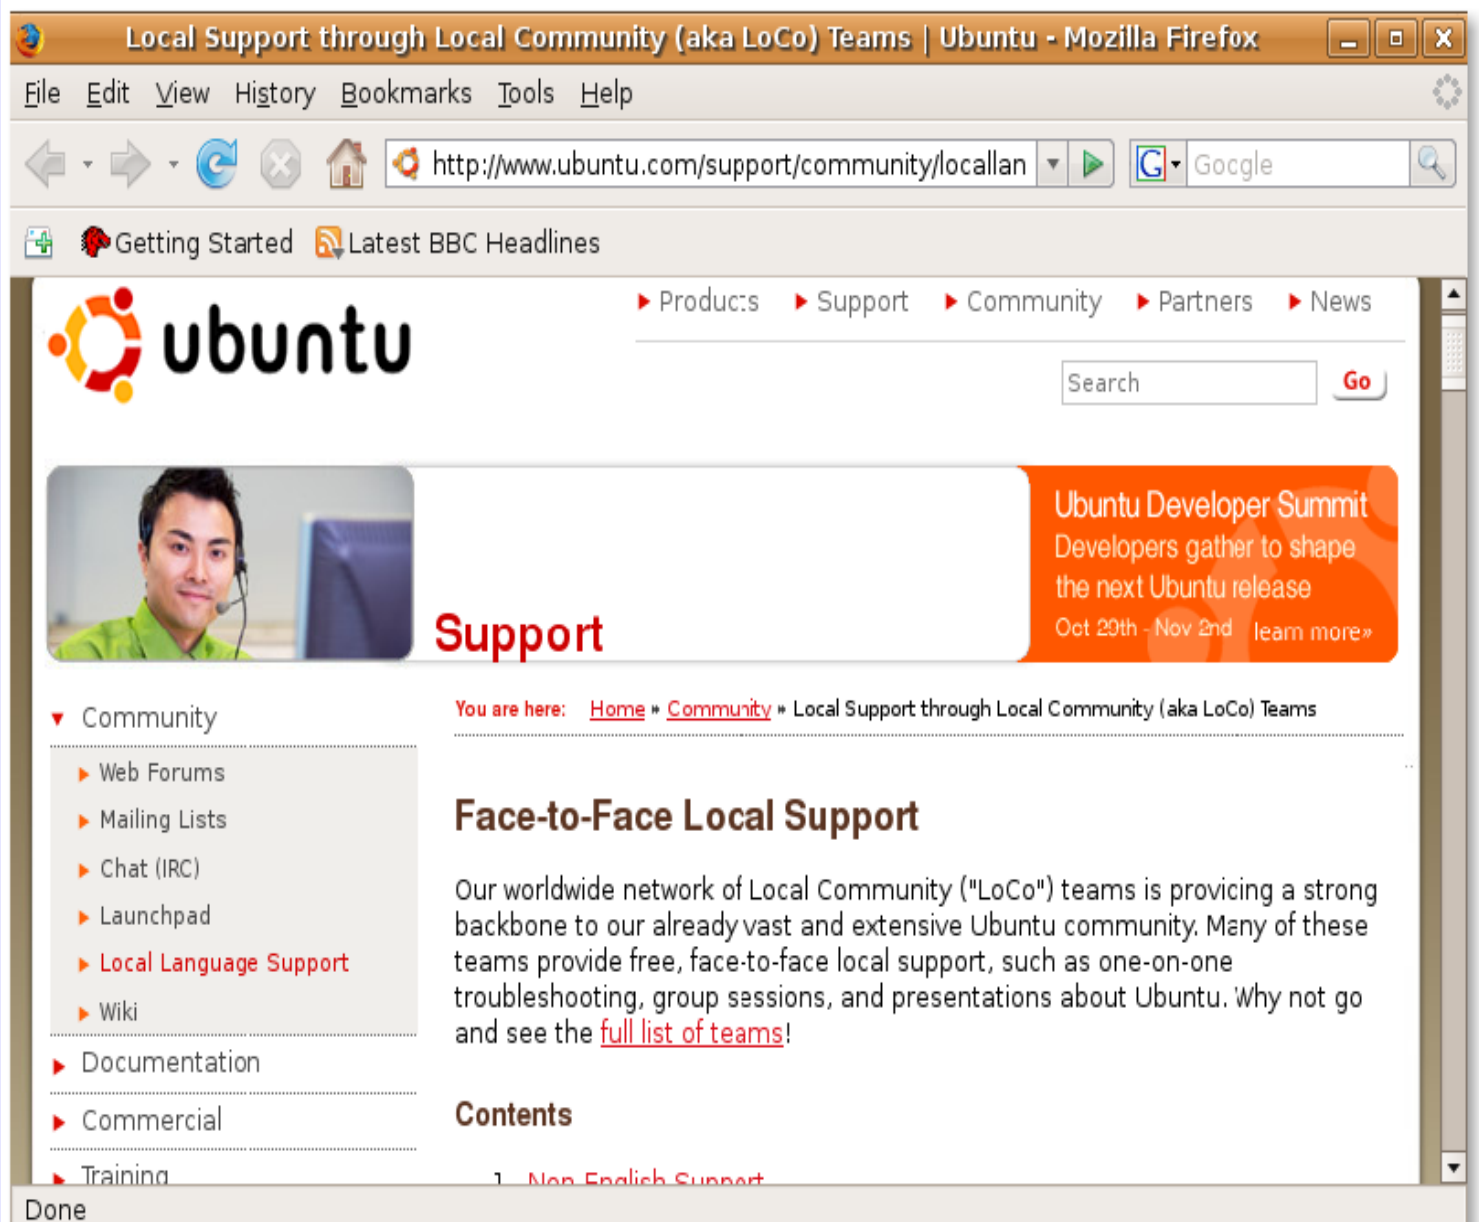 Local Support through Local Community (aka LoCo) Teams | Ubuntu - Mozilla Firefox
File Edit View History Bookmarks Tools Help
http://www.ubuntu.com/support/community/locallan G Google
Getting Started Latest BBC Headlines
ubuntu
Products Support Community Partners News
Search Go
Support
Ubuntu Developer Summit
Developers gather to shape
the next Ubuntu release
Oct 29th - Nov 2nd learn more»
Community
Web Forums
Mailing Lists
Chat (IRC)
Launchpad
Local Language Support
Wiki
Documentation
Commercial
Training
You are here: Home » Community » Local Support through Local Community (aka LoCo) Teams
Face-to-Face Local Support
Our worldwide network of Local Community ("LoCo") teams is providing a strong
backbone to our already vast and extensive Ubuntu community. Many of these
teams provide free, face-to-face local support, such as one-on-one
troubleshooting, group sessions, and presentations about Ubuntu. Why not go
and see the full list of teams!
Contents
1. Non-English Support
Done